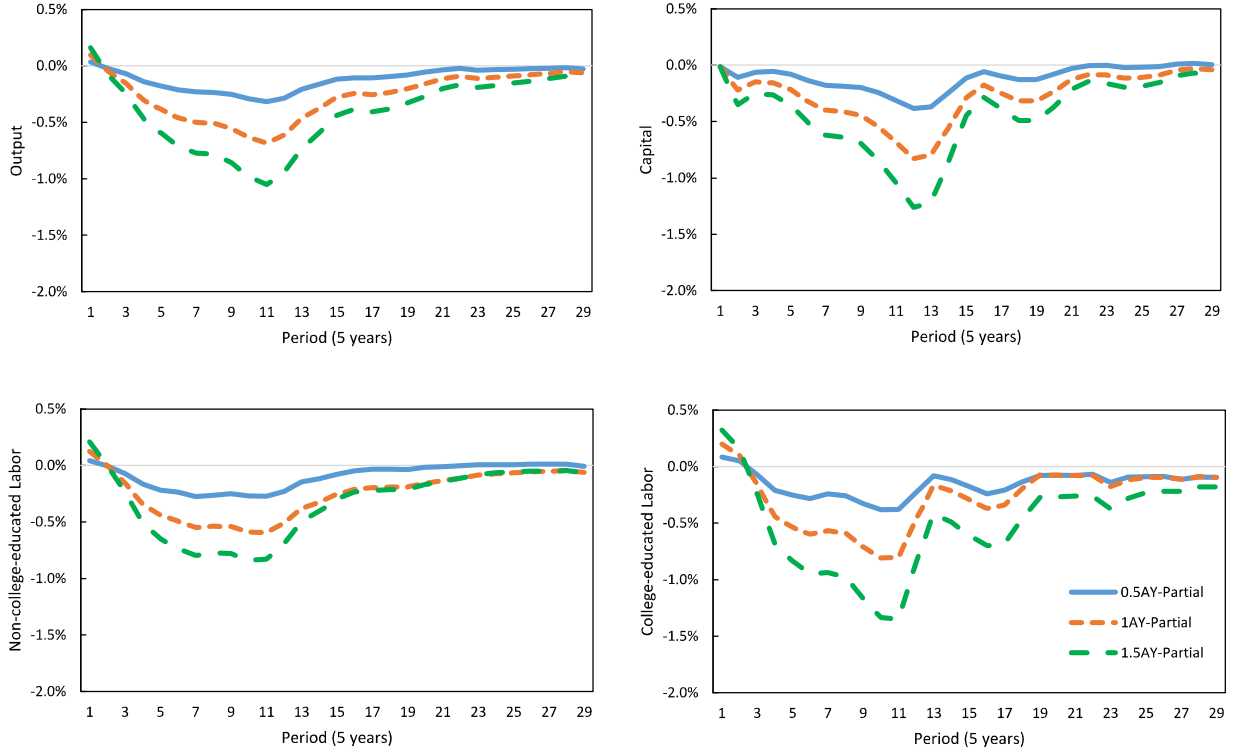 0.5%
0.0%
-0.5%
-1.0%
-1.5%
-2.0%
Output
1 3 5 7 9 11 13 15 17 19 21 23 25 27 29
Period (5 years)
0.5%
0.0%
-0.5%
-1.0%
-1.5%
-2.0%
Capital
1 3 5 7 9 11 13 15 17 19 21 23 25 27 29
Period (5 years)
0.5%
0.0%
-0.5%
-1.0%
-1.5%
-2.0%
Non-college-educated Labor
1 3 5 7 9 11 13 15 17 19 21 23 25 27 29
Period (5 years)
0.5%
0.0%
-0.5%
-1.0%
-1.5%
-2.0%
College-educated Labor
0.5AY-Partial
1AY-Partial
1.5AY-Partial
1 3 5 7 9 11 13 15 17 19 21 23 25 27 29
Period (5 years)